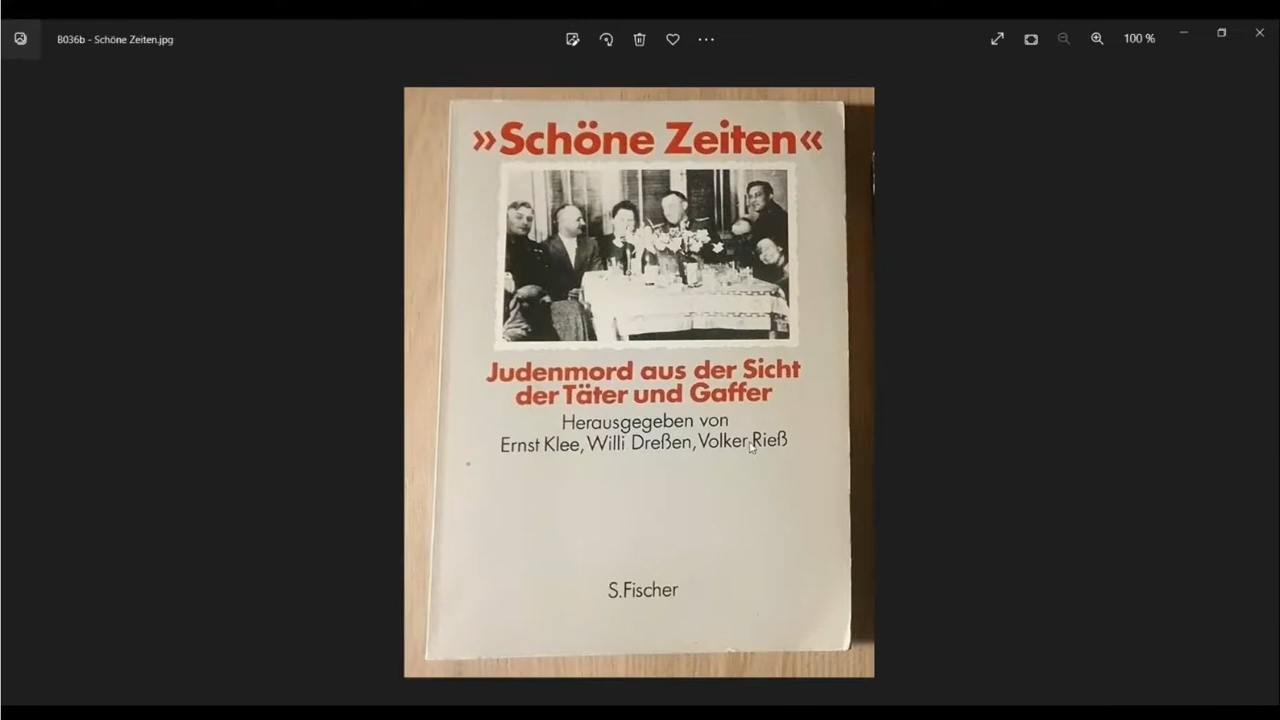 B036b - Schöne Zeiten.jpg
100 %
»Schöne Zeiten«
Judenmord aus der Sicht
der Täter und Gaffer
Herausgegeben von
Ernst Klee, Willi Dreßen, Volker Rieß
S.Fischer